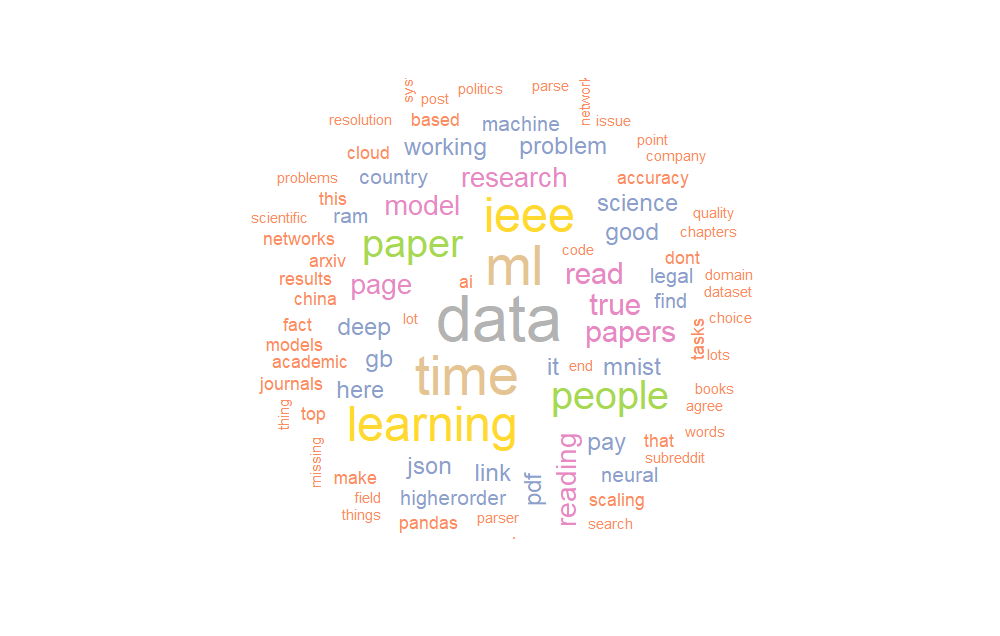 sys
post
politics
parse
network
resolution
based
machine
issue
cloud
working
problem
point
company
problems
country
research
accuracy
this
model
ieee
science
quality
scientific
ram
good
chapters
networks
paper
code
dont
arxiv
ml
read
legal
domain
results
page
ai
true
find
dataset
china
data
papers
choice
fact
deep
lot
tasks
models
lots
academic
gb
time
it
end
mnist
journals
here
people
books
agree
thing
top
learning
words
missing
make
json
link
pdf
reading
pay
that
subreddit
neural
field
higherorder
scaling
things
pandas
parser
search